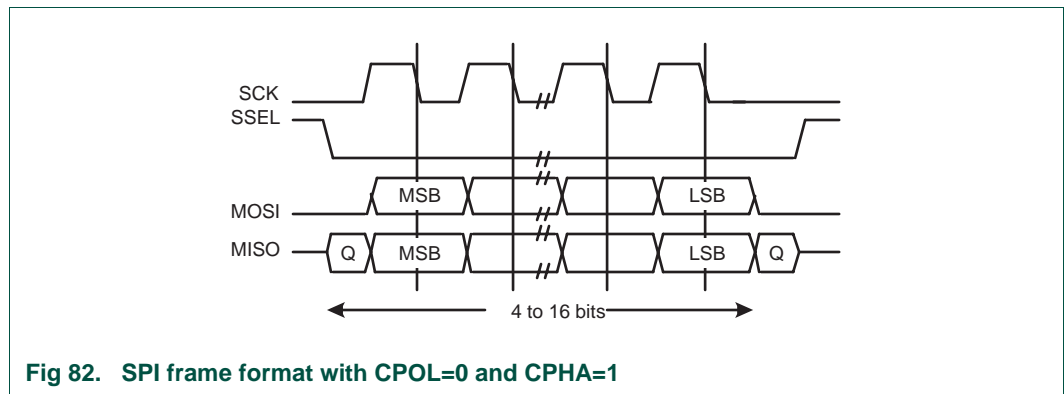 SCK
SSEL
MSB
LSB
MOSI
Q
MSB
LSB
Q
MISO
4 to 16 bits
Fig 82. SPI frame format with CPOL=0 and CPHA=1